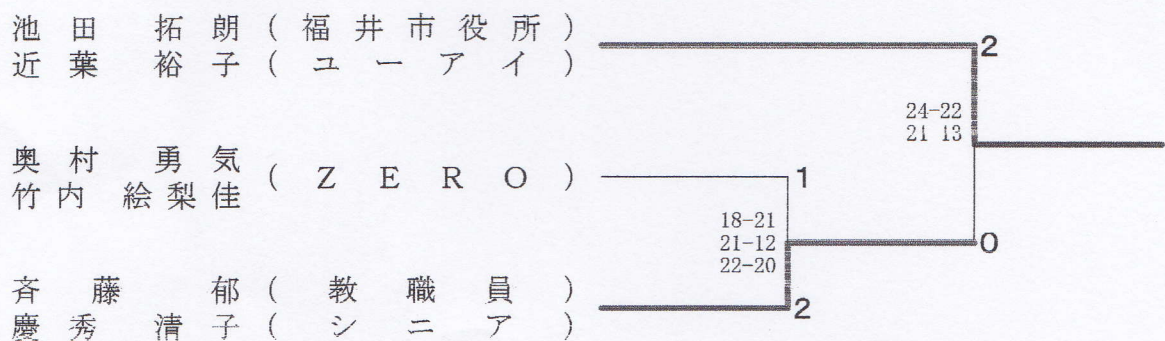 池田 拓朗 (福井市役所)
近葉 裕子 (ユーアイ)
2
24-22
21 13
奥村 勇気
竹内 絵梨佳
(ZERO)
1
18-21
21-12
22-20
0
斉藤 郁 (教職員)
慶秀 清子 (シニア)
2